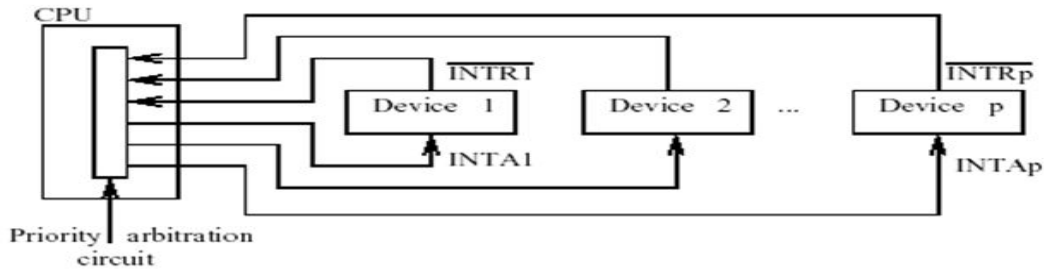 CPU
INTR1
INTRp
Device 1
Device 2
...
Device p
INTA1
INTAp
Priority arbitration
circuit